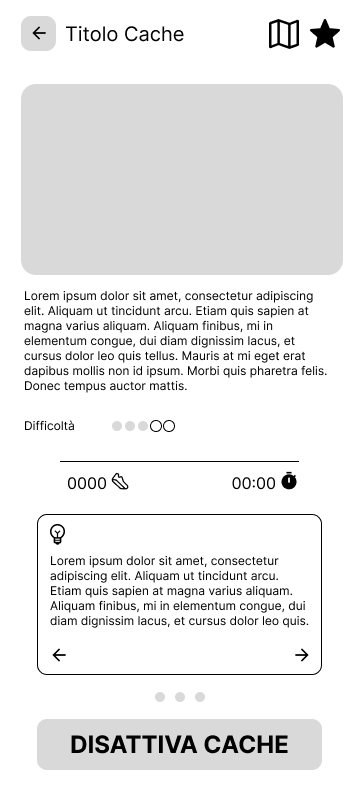 Titolo Cache
Lorem ipsum dolor sit amet, consectetur adipiscing
elit. Aliquam ut tincidunt arcu. Etiam quis sapien at
magna varius aliquam. Aliquam finibus, mi in
elementum congue, dui diam dignissim lacus, et
cursus dolor leo quis tellus. Mauris at mi eget erat
dapibus mollis non id ipsum. Morbi quis pharetra felis.
Donec tempus auctor mattis.
Difficoltà
0000 00:00
Lorem ipsum dolor sit amet, consectetur
adipiscing elit. Aliquam ut tincidunt arcu.
Etiam quis sapien at magna varius aliquam.
Aliquam finibus, mi in elementum congue, dui
diam dignissim lacus, et cursus dolor leo quis.
DISATTIVA CACHE